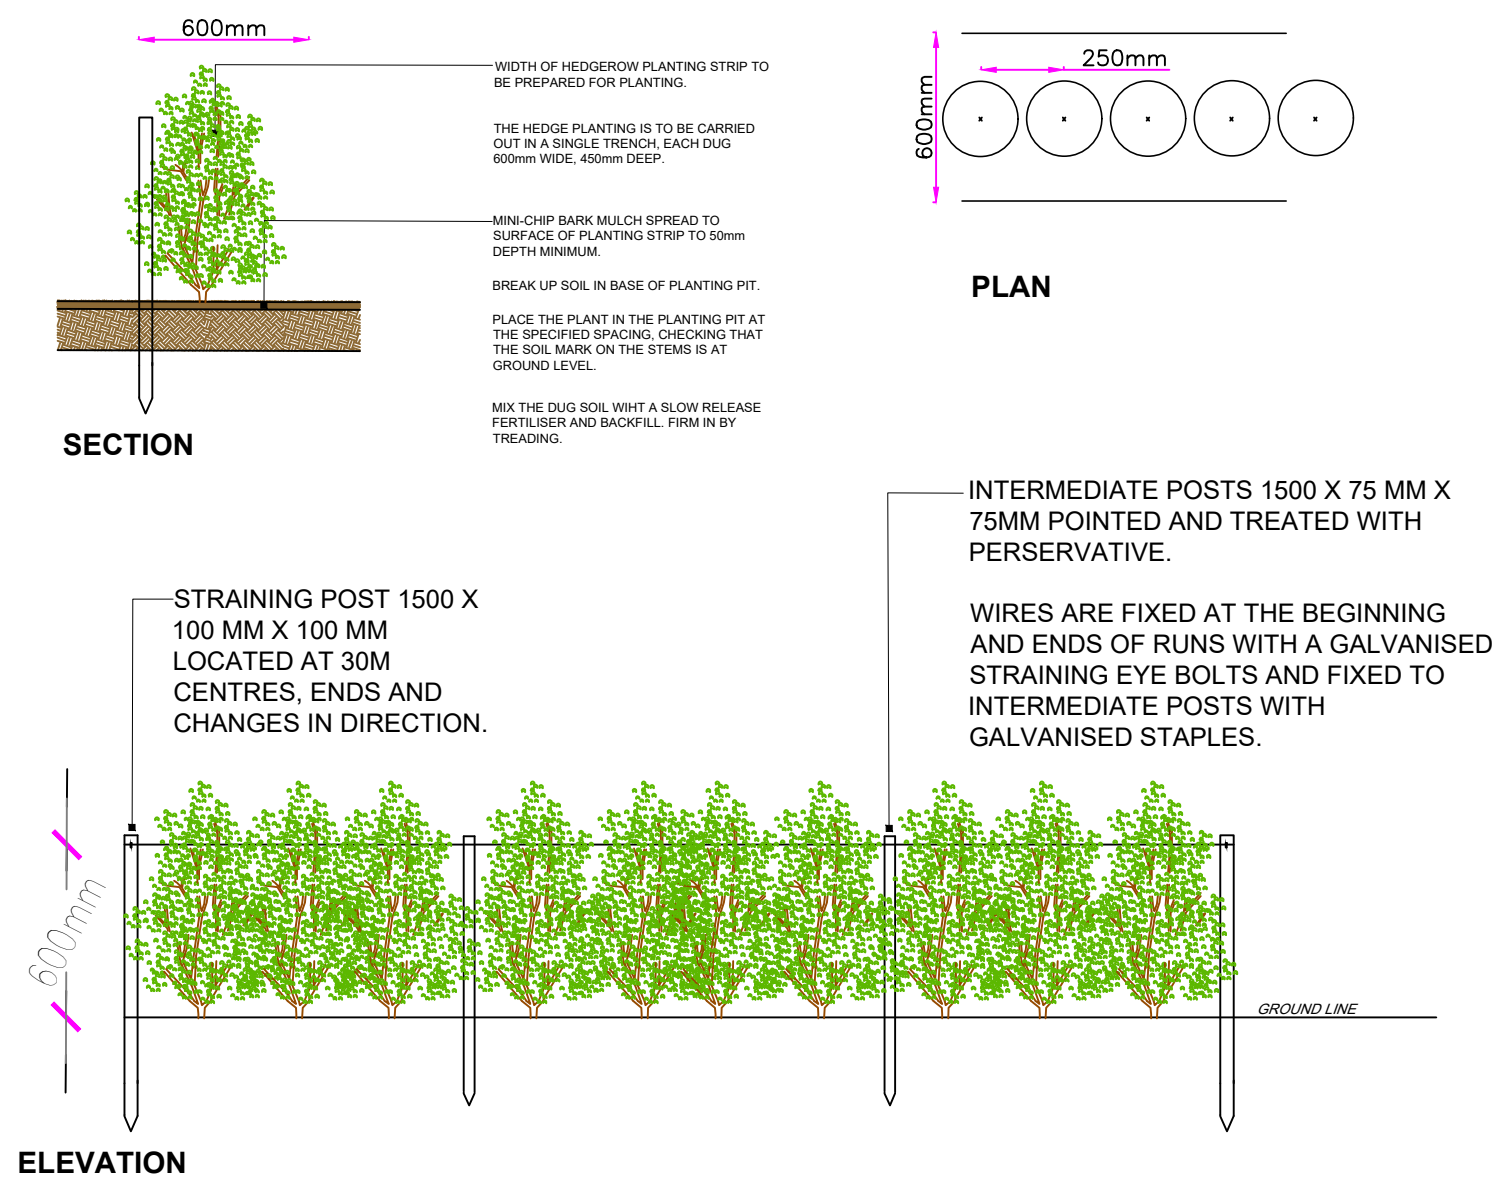 600mm
WIDTH OF HEDGEROW PLANTING STRIP TO
BE PREPARED FOR PLANTING.
THE HEDGE PLANTING IS TO BE CARRIED
OUT IN A SINGLE TRENCH, EACH DUG
600mm WIDE, 450mm DEEP.
MINI-CHIP BARK MULCH SPREAD TO
SURFACE OF PLANTING STRIP TO 50mm
DEPTH MINIMUM.
BREAK UP SOIL IN BASE OF PLANTING PIT.
PLACE THE PLANT IN THE PLANTING PIT AT
THE SPECIFIED SPACING, CHECKING THAT
THE SOIL MARK ON THE STEMS IS AT
GROUND LEVEL.
MIX THE DUG SOIL WIHT A SLOW RELEASE
FERTILISER AND BACKFILL. FIRM IN BY
TREADING.
SECTION
250mm
600mm
PLAN
INTERMEDIATE POSTS 1500 X 75 MM X
75MM POINTED AND TREATED WITH
PERSERVATIVE.
WIRES ARE FIXED AT THE BEGINNING
AND ENDS OF RUNS WITH A GALVANISED
STRAINING EYE BOLTS AND FIXED TO
INTERMEDIATE POSTS WITH
GALVANISED STAPLES.
STRAINING POST 1500 X
100 MM X 100 MM
LOCATED AT 30M
CENTRES, ENDS AND
CHANGES IN DIRECTION.
600mm
GROUND LINE
ELEVATION